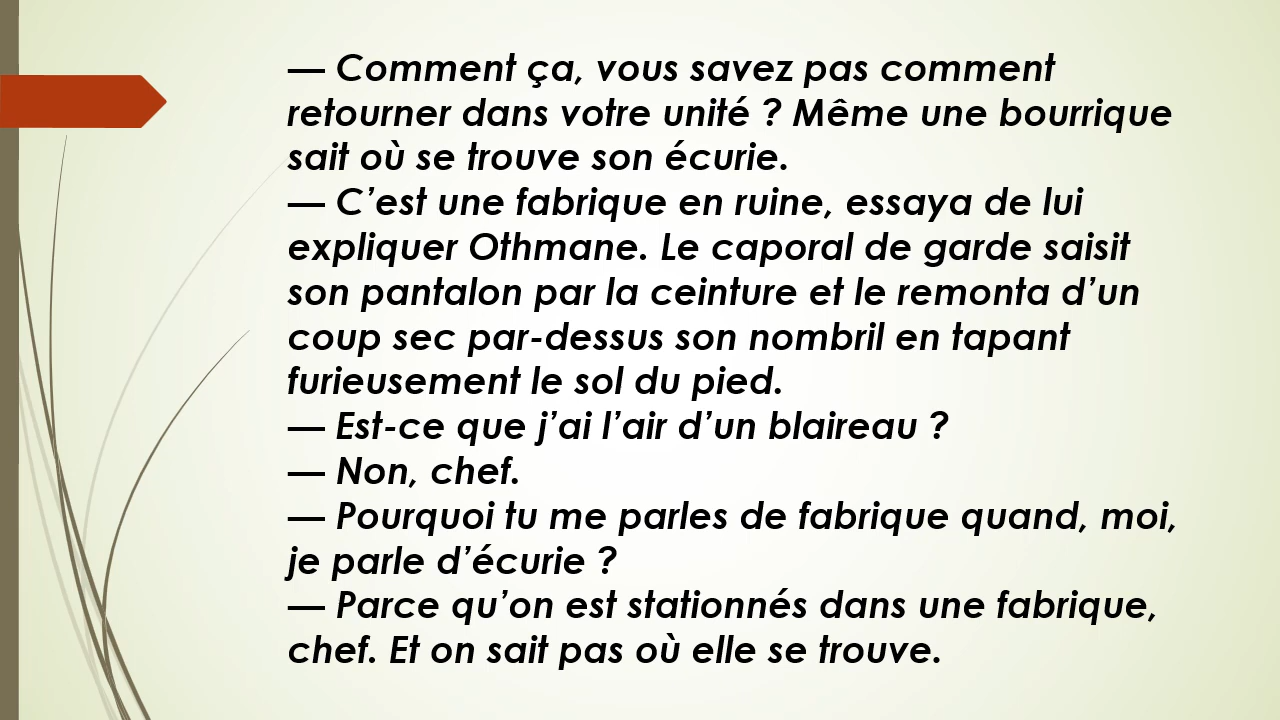 — Comment ça, vous savez pas comment
retourner dans votre unité ? Même une bourrique
sait où se trouve son écurie.
— C’est une fabrique en ruine, essaya de lui
expliquer Othmane. Le caporal de garde saisit
son pantalon par la ceinture et le remonta d’un
coup sec par-dessus son nombril en tapant
furieusement le sol du pied.
— Est-ce que j’ai l’air d’un blaireau ?
— Non, chef.
— Pourquoi tu me parles de fabrique quand, moi,
je parle d’écurie ?
— Parce qu’on est stationnés dans une fabrique,
chef. Et on sait pas où elle se trouve.